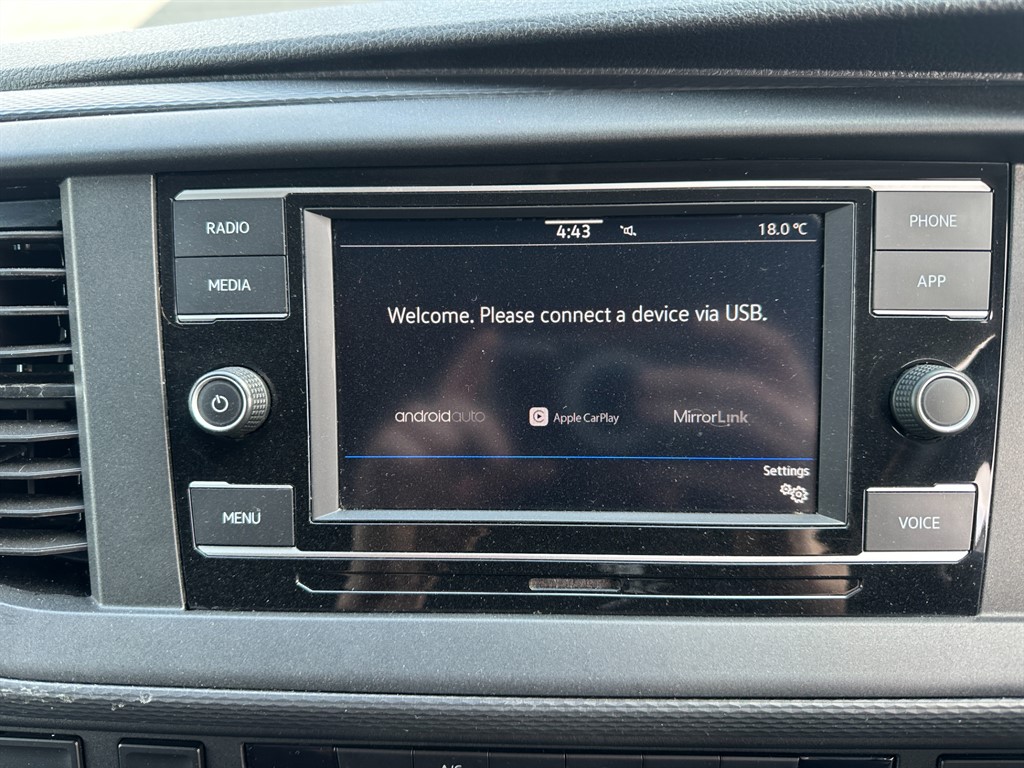 RADIO
MEDIA
PHONE
APP
4:43
18.0 °C
Welcome. Please connect a device via USB.
androidauto
Apple CarPlay
MirrorLink
Settings
MENU
VOICE
A/C